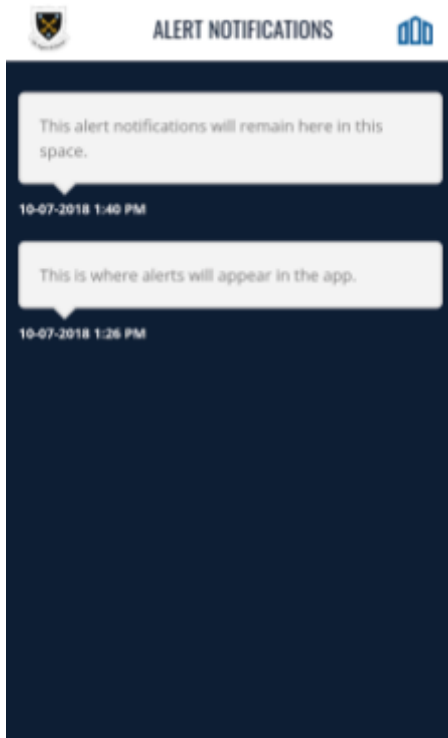 ALERT NOTIFICATIONS
This alert notifications will remain here in this
space.
10-07-2018 1:40 PM
This is where alerts will appear in the app.
10-07-2018 1:26 PM